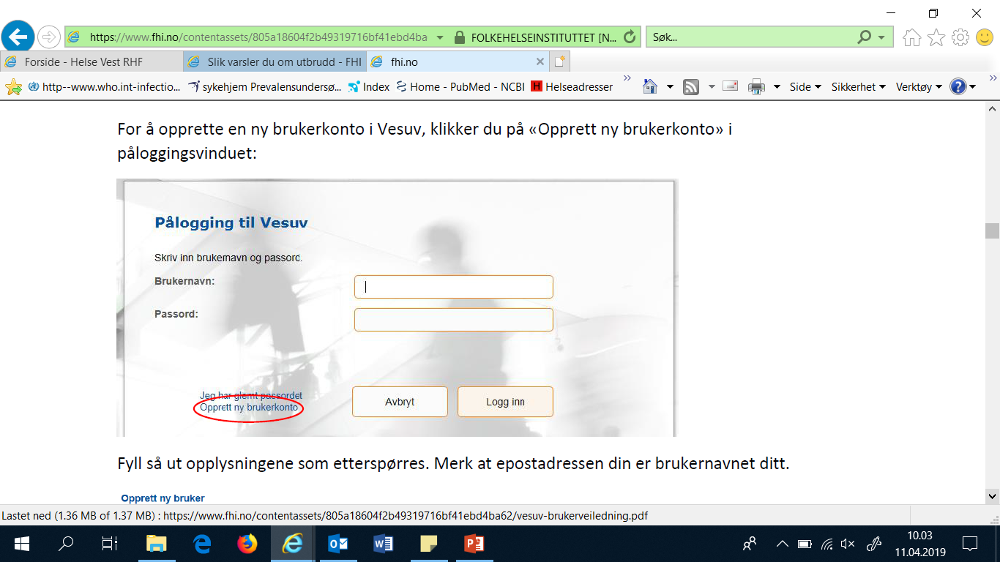 https://www.fhi.no/contentassets/805a18604f2b49319716bf41ebd4ba
FOLKEHELSEINSTITUTTET [N...
Søk...
Forside - Helse Vest RHF
Slik varsler du om utbrudd - FHI
fhi.no
http--www.who.int-infectio...
sykehjem Prevalensundersø...
Index
Home - PubMed - NCBI
H Helseadresser
Side
Sikkerhet
Verktøy
For å opprette en ny brukerkonto i Vesuv, klikker du på «Opprett ny brukerkonto» i
påloggingsvinduet:
Pålogging til Vesuv
Skriv inn brukernavn og passord.
Brukernavn:
Passord:
Jeg har glemt passordet
Opprett ny brukerkonto
Avbryt
Logg inn
Fyll så ut opplysningene som etterspørres. Merk at epostadressen din er brukernavnet ditt.
Opprett ny bruker
Lastet ned (1.36 MB of 1.37 MB) : https://www.fhi.no/contentassets/805a18604f2b49319716bf41ebd4ba62/vesuv-brukerveiledning.pdf
10.03
11.04.2019